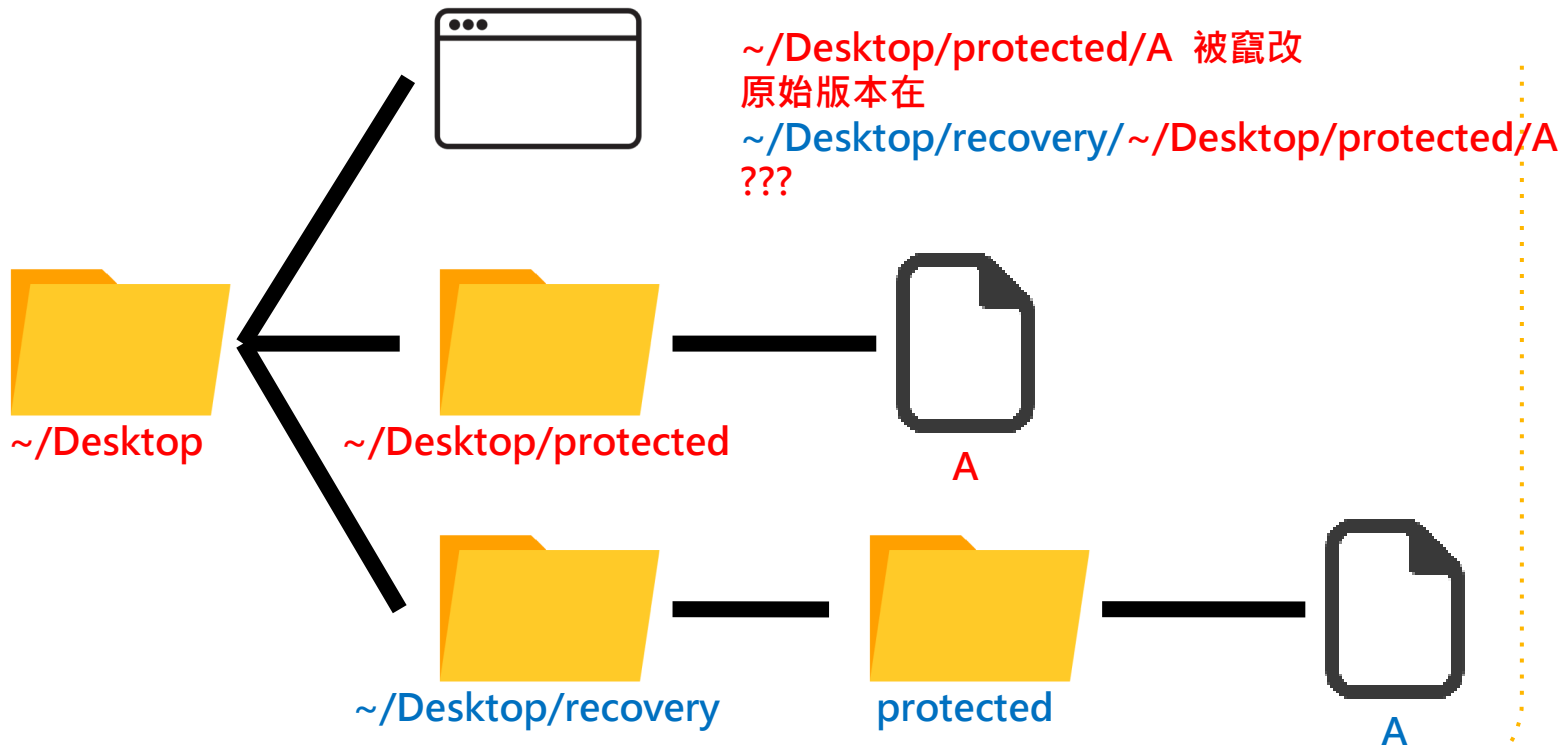 ~/Desktop/protected/A 被竄改
原始版本在
~/Desktop/recovery/~/Desktop/protected/A
???
~/Desktop
~/Desktop/protected
A
~/Desktop/recovery
protected
A